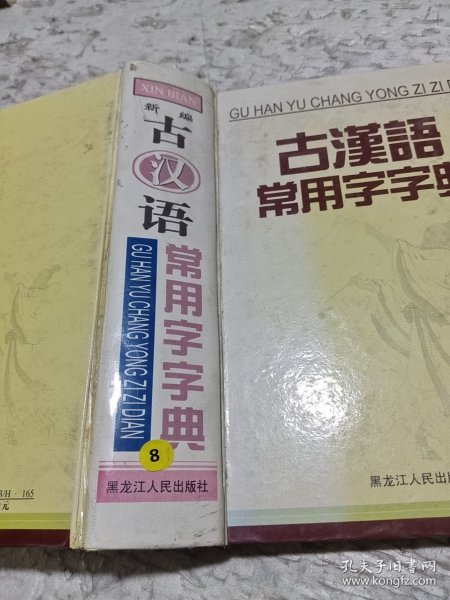 XIN BIAN
新编
古汉语
常用字字典
GU HAN YU CHANG YONG ZI ZI DIAN
8
黑龙江人民出版社
GU HAN YU CHANG YONG ZI ZI
古漢語
常用字字典
黑龙江人民出版
/H·165
元
孔夫子旧书网
www.kongfz.com